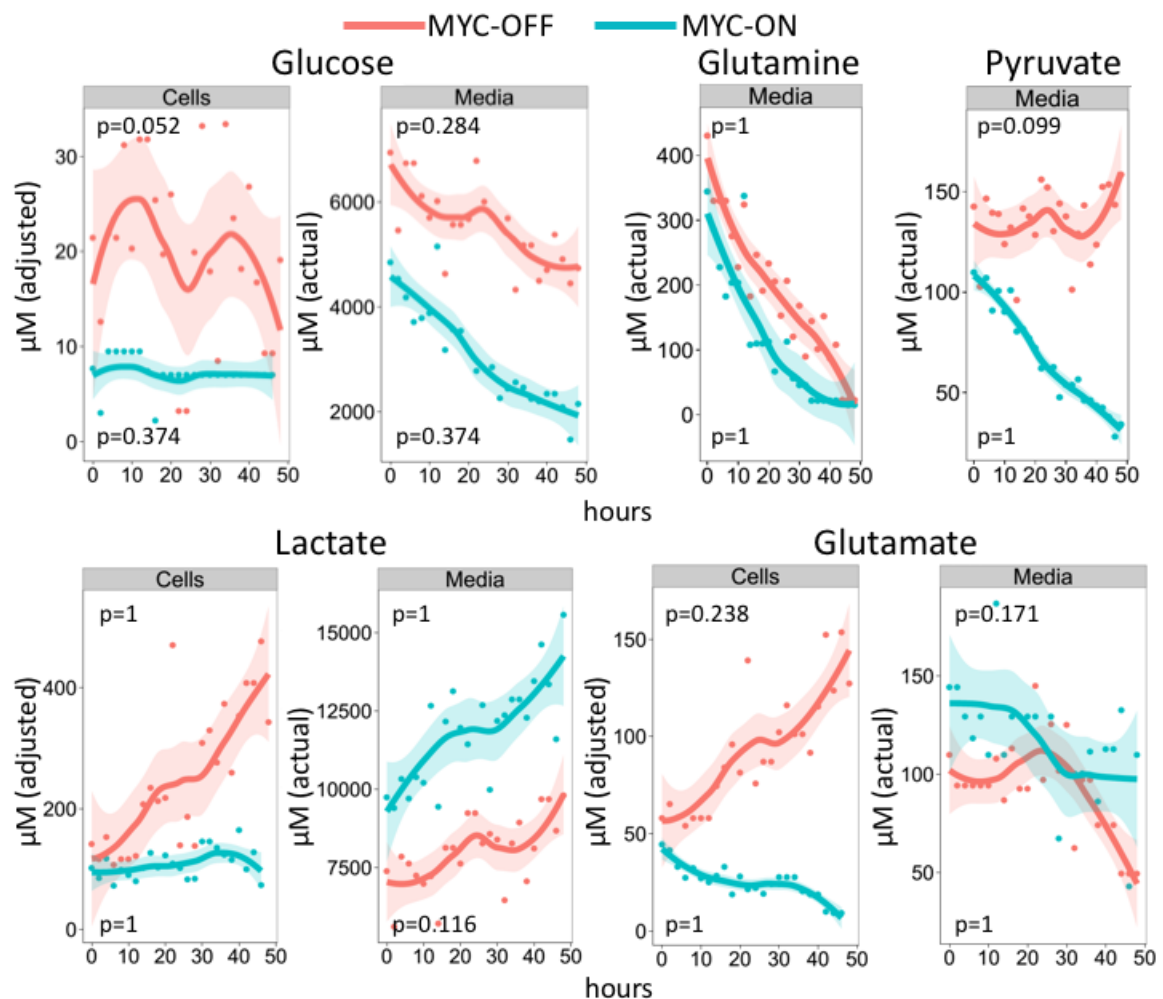 MYC-OFF MYC-ON
Glucose Glutamine Pyruvate
Cells Media Media Media
p=0.052 p=0.284 p=1 p=0.099
µM (adjusted) µM (actual) µM (actual) µM (actual)
30 20 10 0
6000 4000 2000
400 300 200 100 0
150 100 50
p=0.374 p=0.374 p=1 p=1
0 10 20 30 40 50 0 10 20 30 40 50 0 10 20 30 40 50 0 10 20 30 40 50
hours
Lactate Glutamate
Cells Media Cells Media
p=1 p=1 p=0.238 p=0.171
µM (adjusted) µM (actual) µM (adjusted) µM (actual)
400 200 0
15000 12500 10000 7500
150 100 50 0
150 100 50
p=1 p=0.116 p=1 p=1
0 10 20 30 40 50 0 10 20 30 40 50 0 10 20 30 40 50 0 10 20 30 40 50
hours